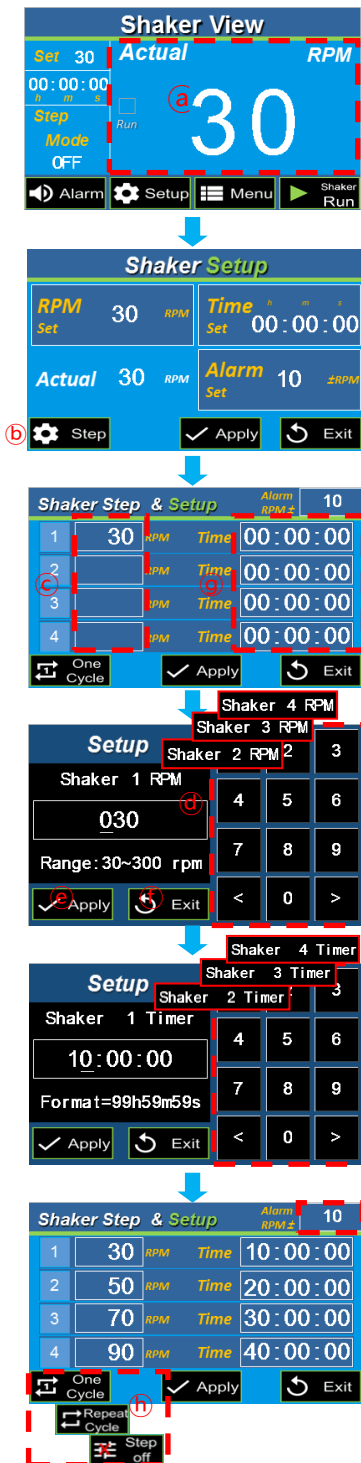 Shaker View
Set 30 Actual RPM
00:00:00
h m s
ⓐ 30
Step Run
Mode
OFF
Alarm Setup Menu Shaker Run
Shaker Setup
RPM Set 30 RPM Time Set h m s 00:00:00
Actual 30 RPM Alarm Set 10 ±RPM
ⓑ Step Apply Exit
Shaker Step & Setup Alarm RPM± 10
1 30 RPM Time 00:00:00
2 RPM Time 00:00:00
ⓒ ⓖ
3 RPM Time 00:00:00
4 RPM Time 00:00:00
1 One Cycle Apply Exit
Shaker 4 RPM
Shaker 3 RPM
Shaker 2 RPM
Setup 2 3
Shaker 1 RPM
ⓓ
030 4 5 6
Range:30~300 rpm 7 8 9
ⓔ Apply ⓕ Exit < 0 >
Shaker 4 Timer
Shaker 3 Timer
Shaker 2 Timer
Setup 3
Shaker 1 Timer
10:00:00 4 5 6
Format=99h59m59s 7 8 9
Apply Exit < 0 >
Shaker Step & Setup Alarm RPM± 10
1 30 RPM Time 10:00:00
2 50 RPM Time 20:00:00
3 70 RPM Time 30:00:00
4 90 RPM Time 40:00:00
1 One Cycle Apply Exit
Repeat Cycle ⓗ
Step off